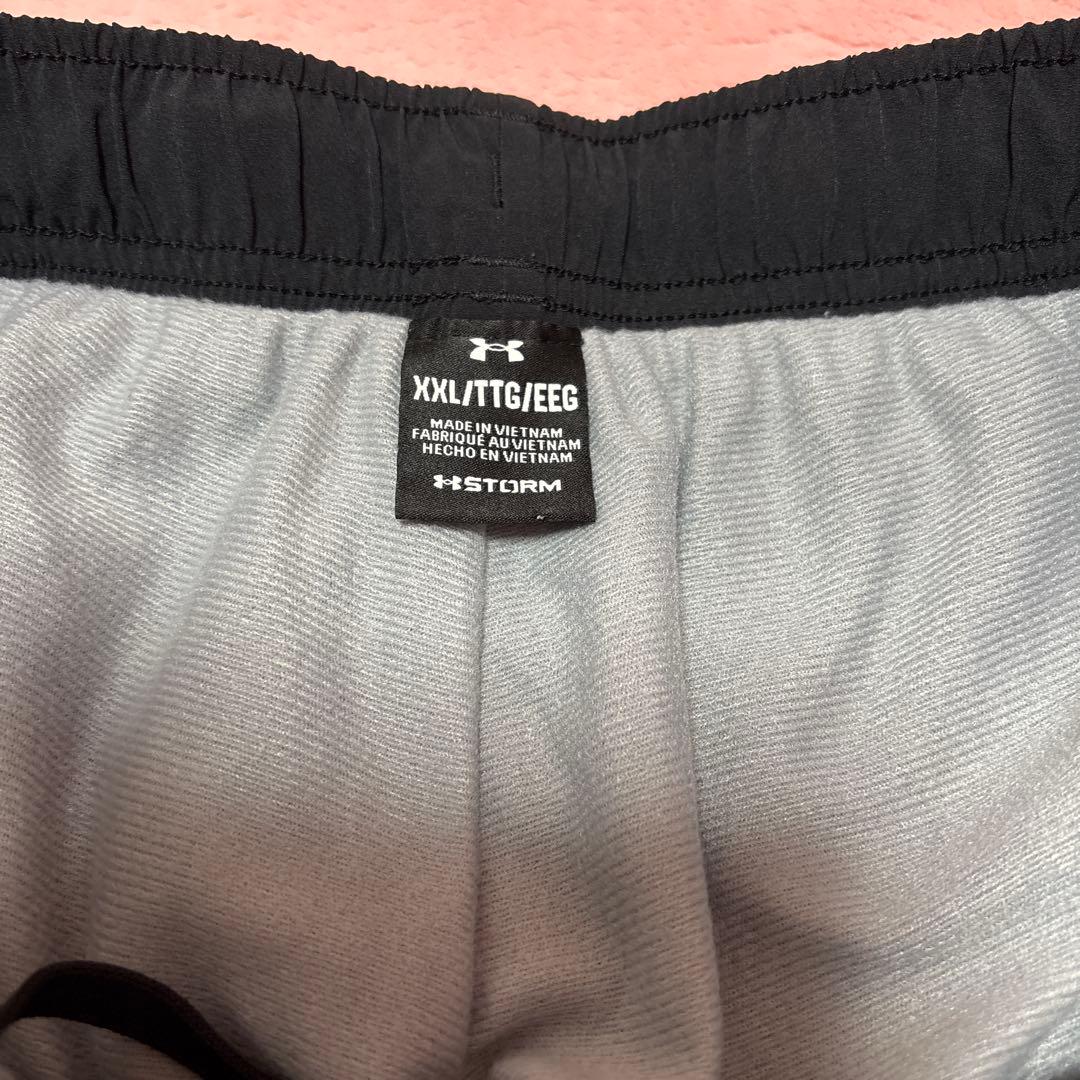 XXL/TTG/EEG
MADE IN VIETNAM
FABRIQUÉ AU VIETNAM
HECHO EN VIETNAM
STORM